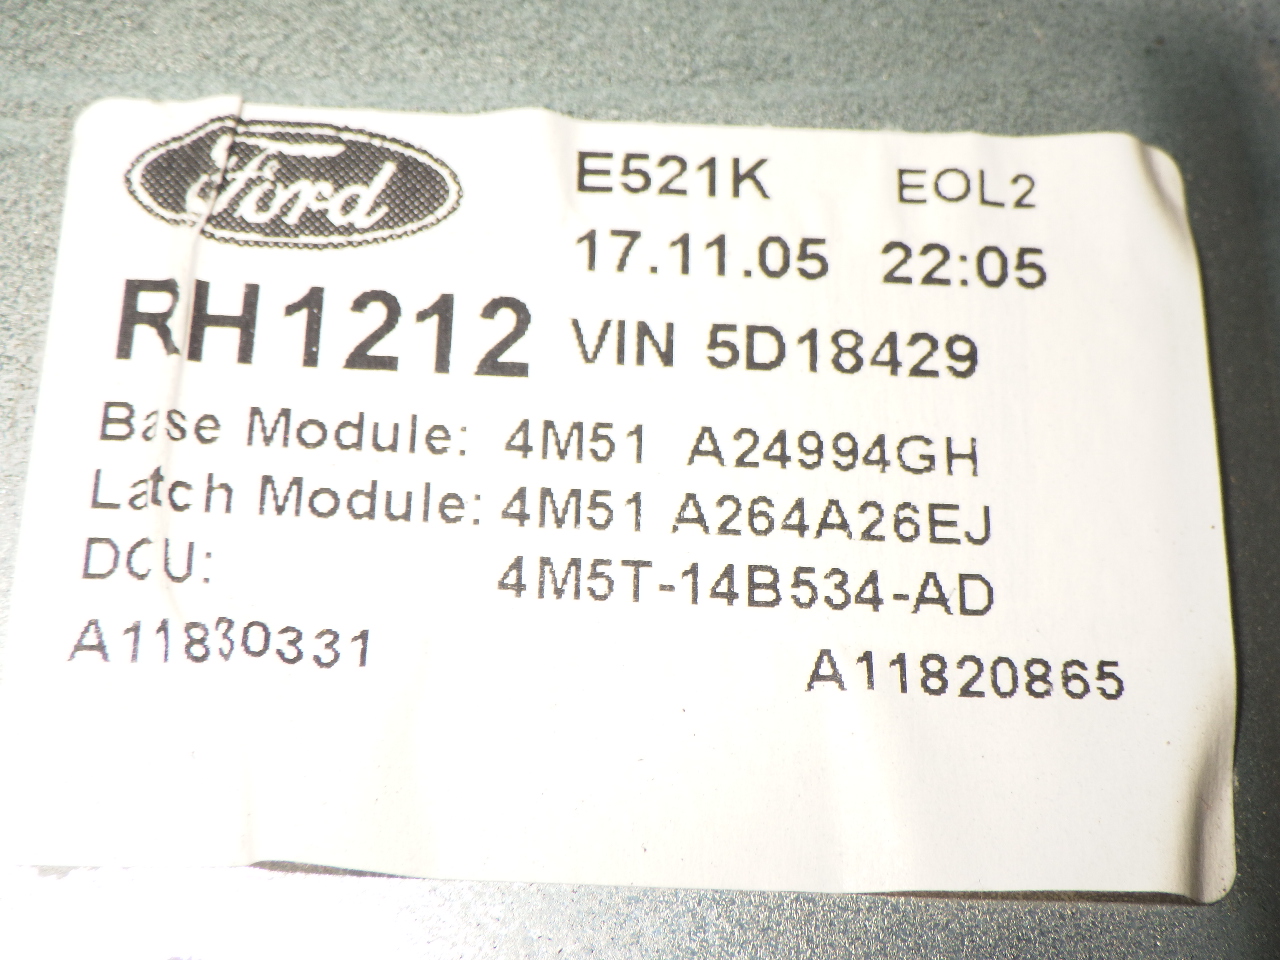 Ford E521K EOL2
17.11.05 22:05
RH1212 VIN 5D18429
Base Module: 4M51 A24994GH
Latch Module: 4M51 A264A26EJ
DCU: 4M5T-14B534-AD
A11830331 A11820865